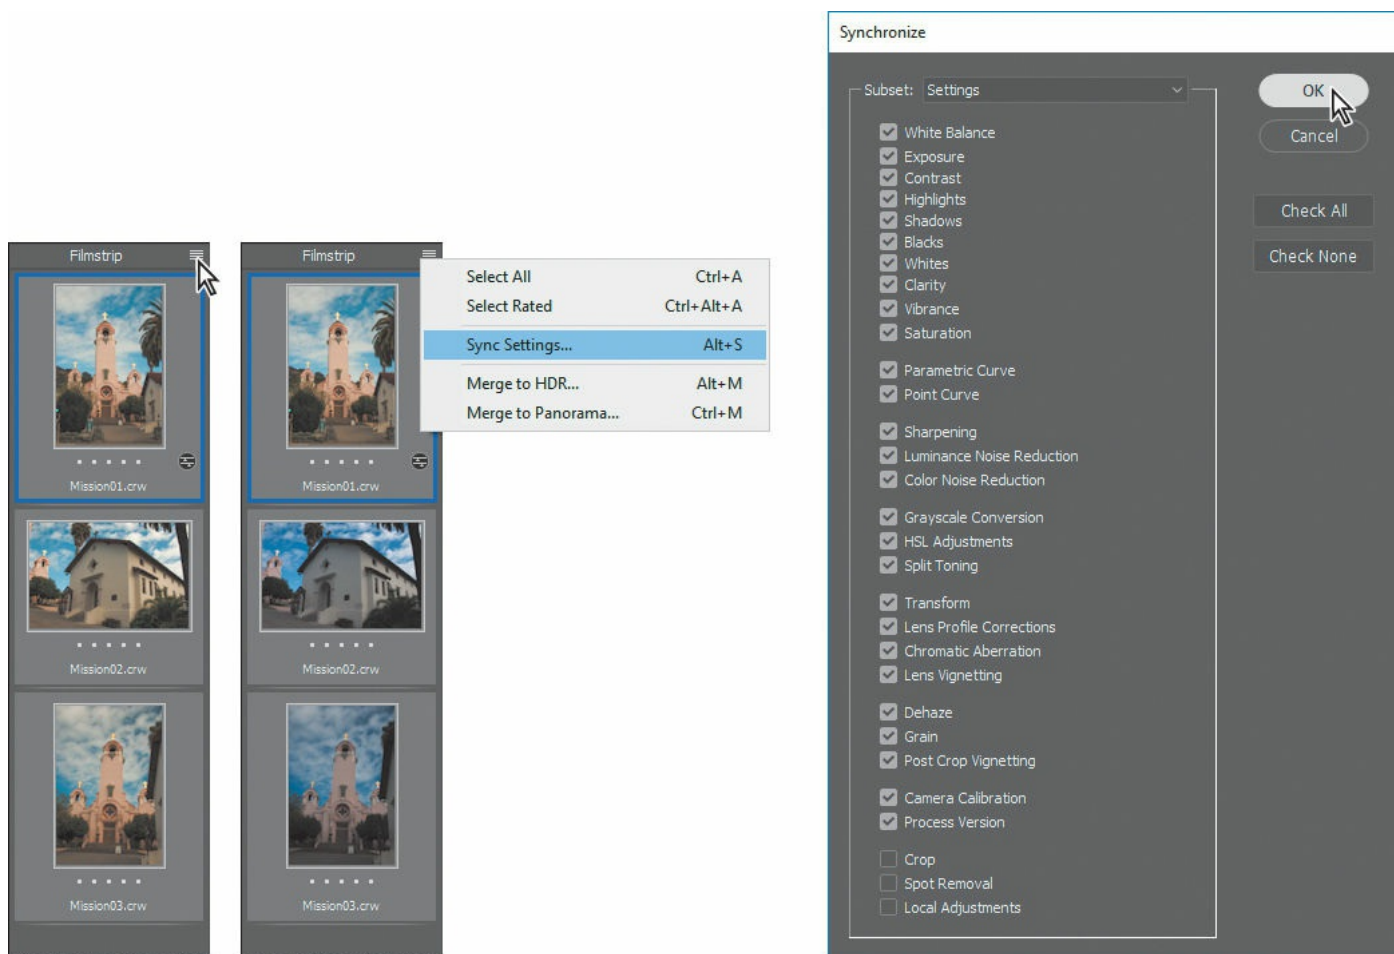 Filmstrip
Mission01.crw
Mission02.crw
Mission03.crw
Filmstrip
Mission01.crw
Mission02.crw
Mission03.crw
Select All Ctrl+A
Select Rated Ctrl+Alt+A
Sync Settings... Alt+S
Merge to HDR... Alt+M
Merge to Panorama... Ctrl+M
Synchronize
Subset: Settings
White Balance
Exposure
Contrast
Highlights
Shadows
Blacks
Whites
Clarity
Vibrance
Saturation
Parametric Curve
Point Curve
Sharpening
Luminance Noise Reduction
Color Noise Reduction
Grayscale Conversion
HSL Adjustments
Split Toning
Transform
Lens Profile Corrections
Chromatic Aberration
Lens Vignetting
Dehaze
Grain
Post Crop Vignetting
Camera Calibration
Process Version
Crop
Spot Removal
Local Adjustments
OK
Cancel
Check All
Check None